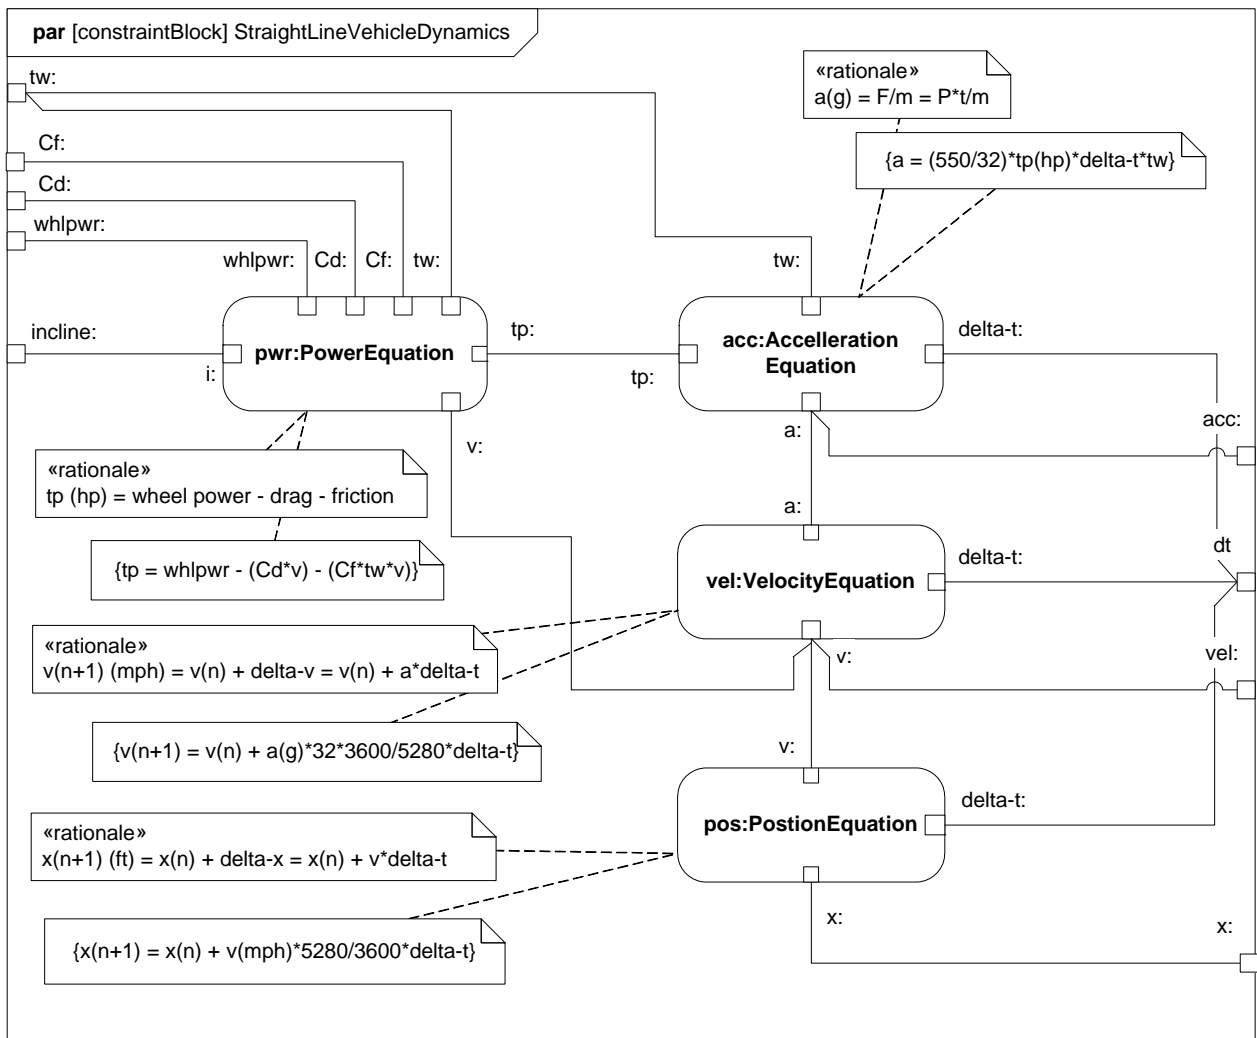 par [constraintBlock] StraightLineVehicleDynamics
tw:
«rationale»
a(g) = F/m = P*t/m
Cf:
{a = (550/32)*tp(hp)*delta-t*tw}
Cd:
whlpwr:
whlpwr:
Cd:
Cf:
tw:
tw:
incline:
i:
pwr:PowerEquation
tp:
tp:
acc:Accelleration
Equation
delta-t:
v:
a:
acc:
«rationale»
tp (hp) = wheel power - drag - friction
a:
{tp = whlpwr - (Cd*v) - (Cf*tw*v)}
vel:VelocityEquation
delta-t:
dt
«rationale»
v(n+1) (mph) = v(n) + delta-v = v(n) + a*delta-t
v:
vel:
{v(n+1) = v(n) + a(g)*32*3600/5280*delta-t}
v:
«rationale»
x(n+1) (ft) = x(n) + delta-x = x(n) + v*delta-t
pos:PostionEquation
delta-t:
{x(n+1) = x(n) + v(mph)*5280/3600*delta-t}
x:
x: